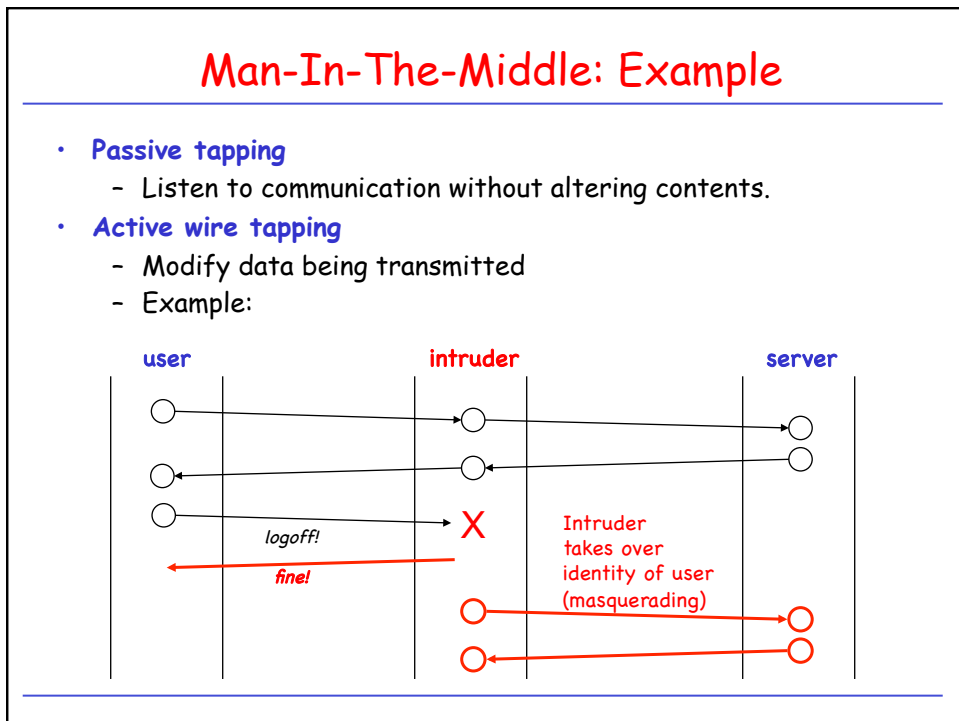 Man-In-The-Middle: Example
• Passive tapping
– Listen to communication without altering contents.
• Active wire tapping
– Modify data being transmitted
– Example:
user intruder server
X
logoff!
fine!
Intruder
takes over
identity of user
(masquerading)